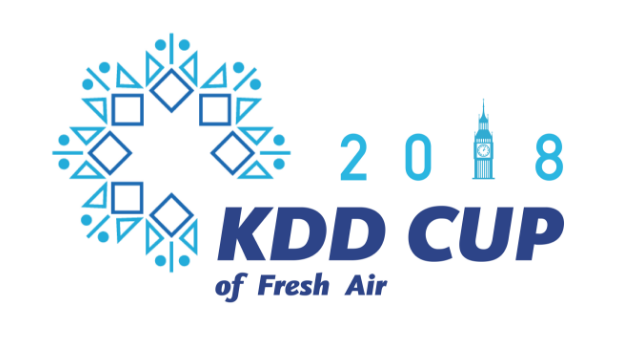 2018
KDD CUP
of Fresh Air